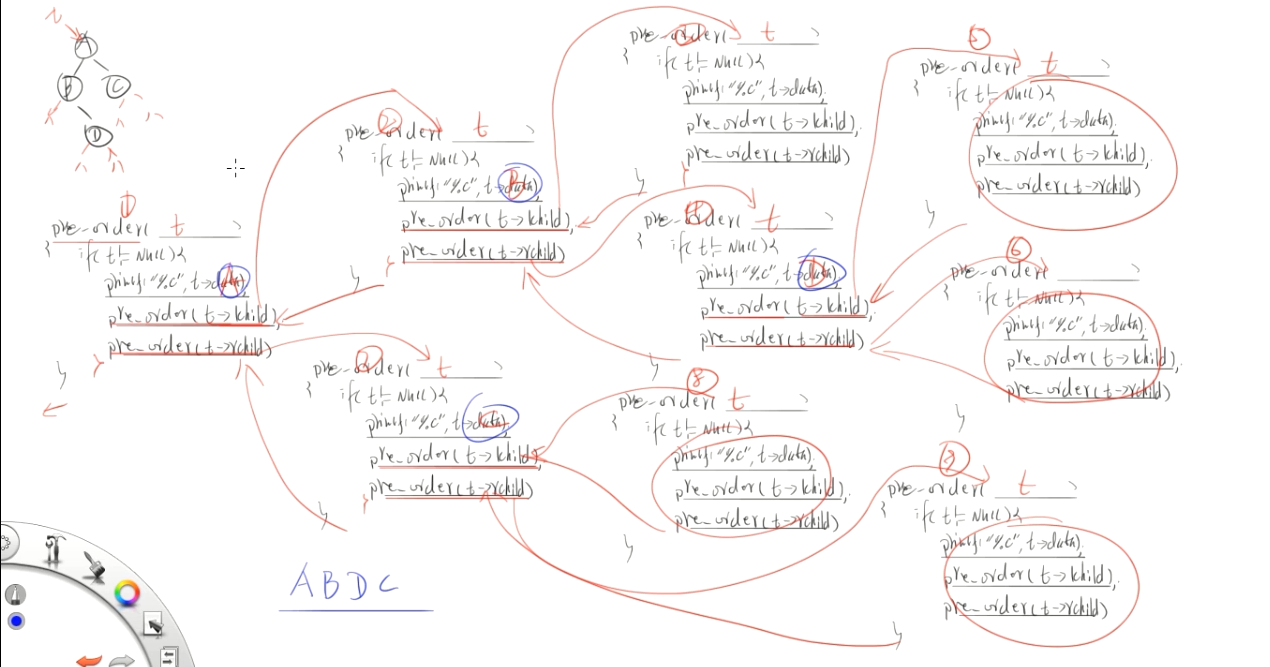 t
A
B C
D
① 
pre_order( t )
{ if( t != Null ) {
printf( "%c", t->data ),
pre_order( t->lchild ),
pre_order( t->rchild )
}
}
②
pre_order( t )
{ if( t != Null ) {
printf( "%c", t->data ),
B
pre_order( t->lchild ),
pre_order( t->rchild )
}
}
③
pre_order( t )
{ if( t != Null ) {
printf( "%c", t->data ),
pre_order( t->lchild ),
pre_order( t->rchild )
}
}
④
pre_order( t )
{ if( t != Null ) {
printf( "%c", t->data ),
D
pre_order( t->lchild ),
pre_order( t->rchild )
}
⑤
pre_order( t )
{ if( t != Null ) {
printf( "%c", t->data ),
pre_order( t->lchild ),
pre_order( t->rchild )
}
⑥
pre_order( t )
{ if( t != Null ) {
printf( "%c", t->data ),
pre_order( t->lchild ),
pre_order( t->rchild )
}
pre_order( t )
{ if( t != Null ) {
printf( "%c", t->data ),
pre_order( t->lchild ),
pre_order( t->rchild )
}
}
⑧
pre_order( t )
{ if( t != Null ) {
printf( "%c", t->data ),
pre_order( t->lchild ),
pre_order( t->rchild )
}
pre_order( t )
{ if( t != Null ) {
printf( "%c", t->data ),
pre_order( t->lchild ),
pre_order( t->rchild )
}
A B D C